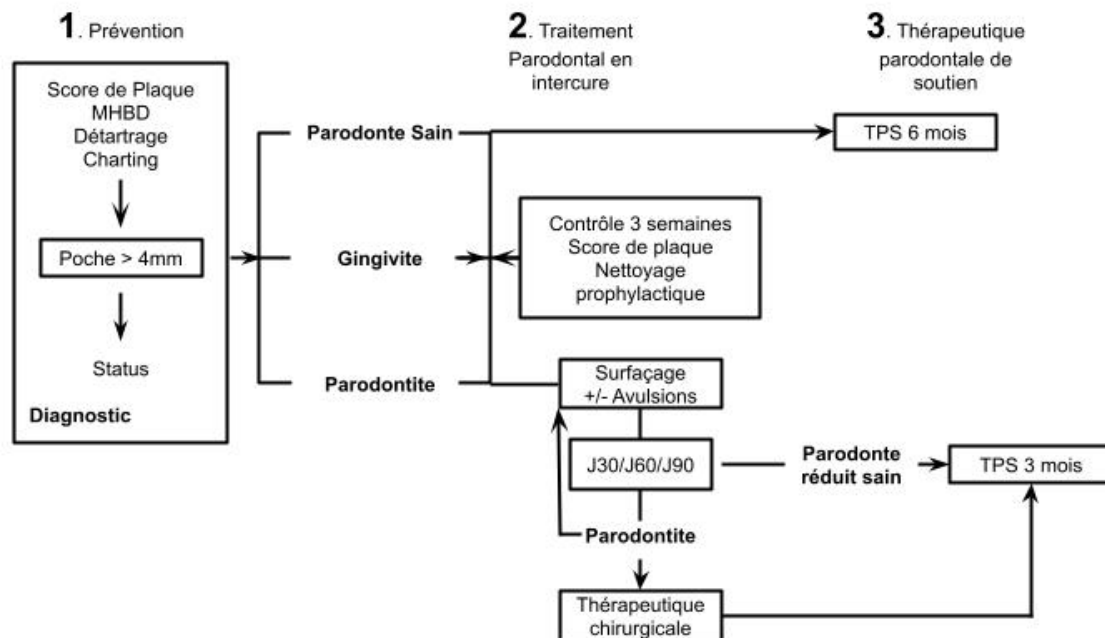 1. Prévention
Score de Plaque
MHBD
Détartrage
Charting
Poche > 4mm
Status
Diagnostic
Parodonte Sain
Gingivite
Parodontite
2. Traitement
Parodontal en
intercure
Contrôle 3 semaines
Score de plaque
Nettoyage
prophylactique
Surfaçage
+/- Avulsions
J30/J60/J90
Parodontite
Thérapeutique
chirurgicale
Parodonte
réduit sain
3. Thérapeutique
parodontale de
soutien
TPS 6 mois
TPS 3 mois